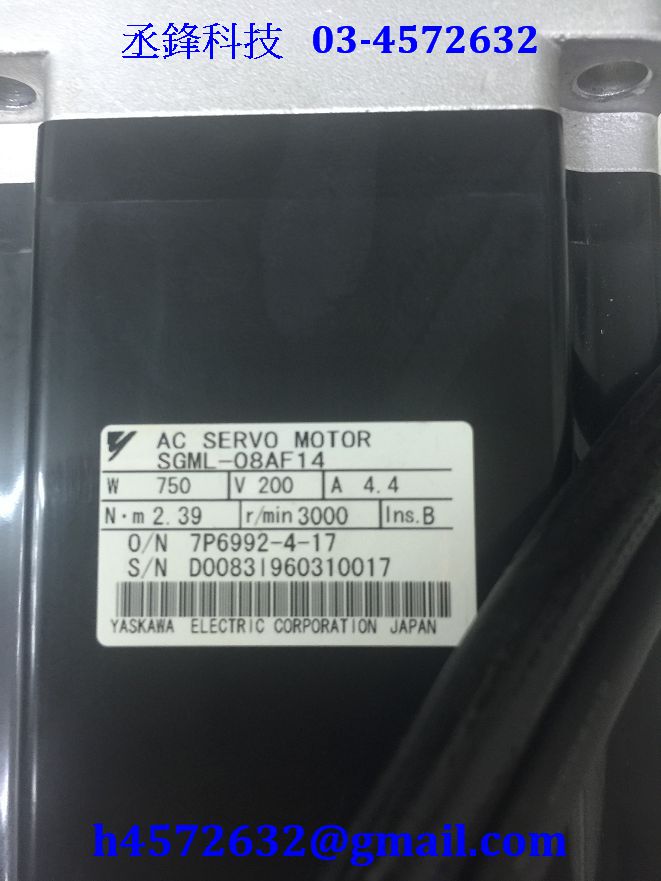 丞鋒科技 03-4572632
AC SERVO MOTOR
SGML-08AF14
W 750 V 200 A 4.4
N·m 2.39 r/min 3000 Ins.B
O/N 7P6992-4-17
S/N D0083I960310017
YASKAWA ELECTRIC CORPORATION JAPAN
h4572632@gmail.com